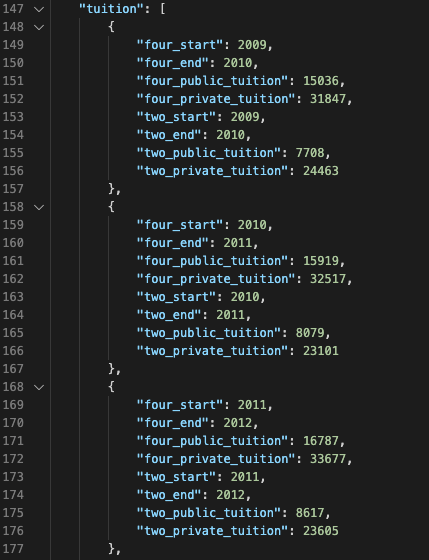 147 "tuition": [
148 {
149 "four_start": 2009,
150 "four_end": 2010,
151 "four_public_tuition": 15036,
152 "four_private_tuition": 31847,
153 "two_start": 2009,
154 "two_end": 2010,
155 "two_public_tuition": 7708,
156 "two_private_tuition": 24463
157 },
158 {
159 "four_start": 2010,
160 "four_end": 2011,
161 "four_public_tuition": 15919,
162 "four_private_tuition": 32517,
163 "two_start": 2010,
164 "two_end": 2011,
165 "two_public_tuition": 8079,
166 "two_private_tuition": 23101
167 },
168 {
169 "four_start": 2011,
170 "four_end": 2012,
171 "four_public_tuition": 16787,
172 "four_private_tuition": 33677,
173 "two_start": 2011,
174 "two_end": 2012,
175 "two_public_tuition": 8617,
176 "two_private_tuition": 23605
177 },